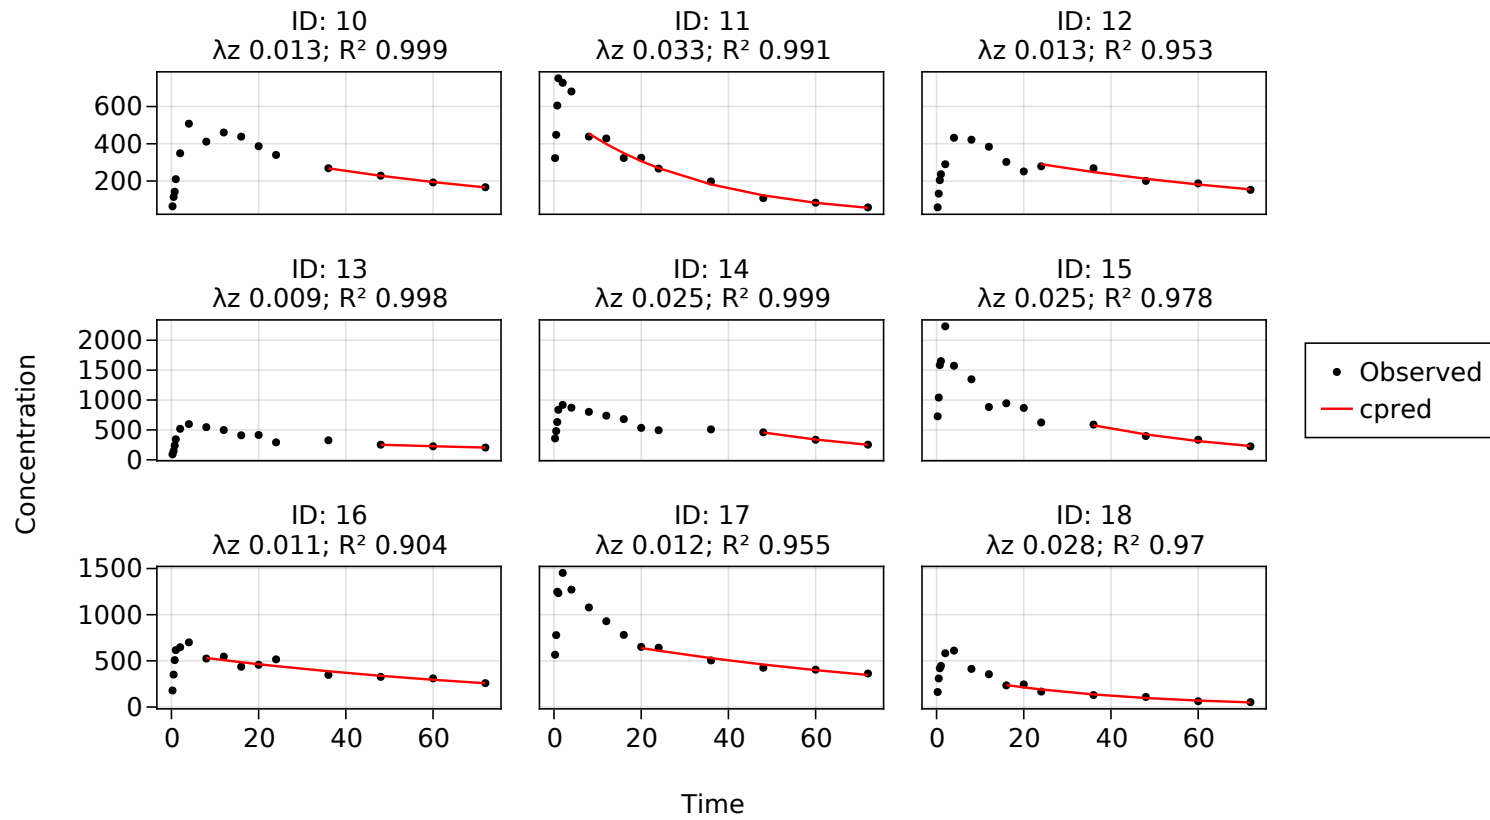 ID: 10
λz 0.013; R² 0.999
ID: 11
λz 0.033; R² 0.991
ID: 12
λz 0.013; R² 0.953
600
400
200
ID: 13
λz 0.009; R² 0.998
ID: 14
λz 0.025; R² 0.999
ID: 15
λz 0.025; R² 0.978
2000
1500
1000
500
0
Concentration
Observed
cpred
ID: 16
λz 0.011; R² 0.904
ID: 17
λz 0.012; R² 0.955
ID: 18
λz 0.028; R² 0.97
1500
1000
500
0
0 20 40 60
0 20 40 60
0 20 40 60
Time